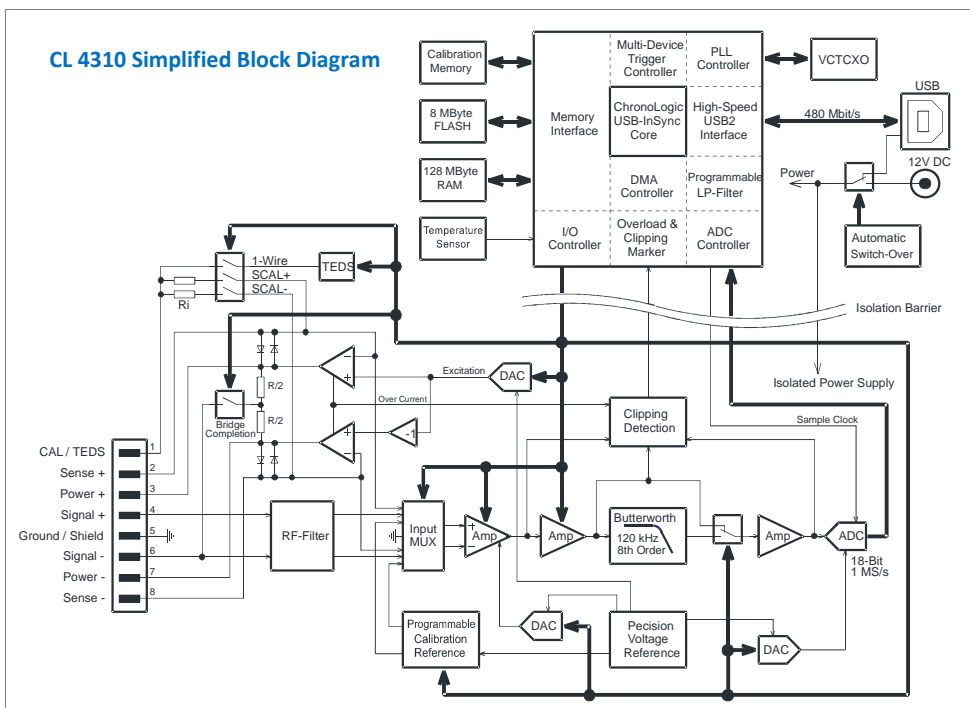 CL 4310 Simplified Block Diagram
Calibration
Memory
8 MByte
FLASH
128 MByte
RAM
Temperature
Sensor
Memory
Interface
Multi-Device
Trigger
Controller
PLL
Controller
ChronoLogic
USB-InSync
Core
High-Speed
USB2
Interface
DMA
Controller
Programmable
LP-Filter
I/O
Controller
Overload &
Clipping
Marker
ADC
Controller
VCTCXO
USB
480 Mbit/s
12V DC
Power
Automatic
Switch-Over
Isolation Barrier
Isolated Power Supply
1-Wire
SCAL+
SCAL-
TEDS
Ri
R/2
R/2
Bridge
Completion
-
+
+
-
Excitation
DAC
Over Current
-1
Clipping
Detection
Sample Clock
CAL / TEDS
1
Sense +
2
Power +
3
Signal +
4
Ground / Shield
5
Signal -
6
Power -
7
Sense -
8
RF-Filter
Input
MUX
+
-
Amp
Amp
Butterworth
120 kHz
8th Order
Amp
ADC
18-Bit
1 MS/s
Programmable
Calibration
Reference
DAC
Pecision
Voltage
Reference
DAC